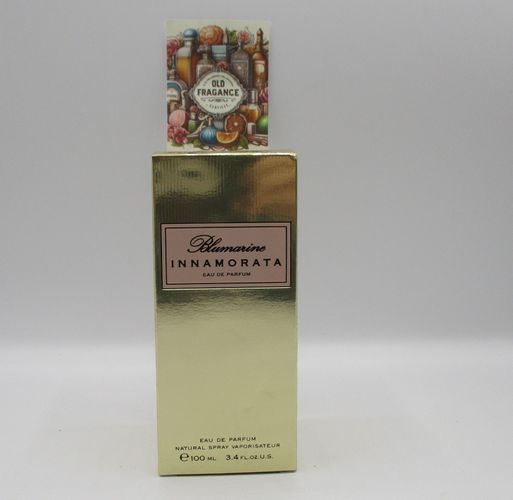 OLD
FRAGANCE
Blumarine
INNAMORATA
EAU DE PARFUM
EAU DE PARFUM
NATURAL SPRAY VAPORISATEUR
℮100 ML 3.4 FL.OZ.U.S.